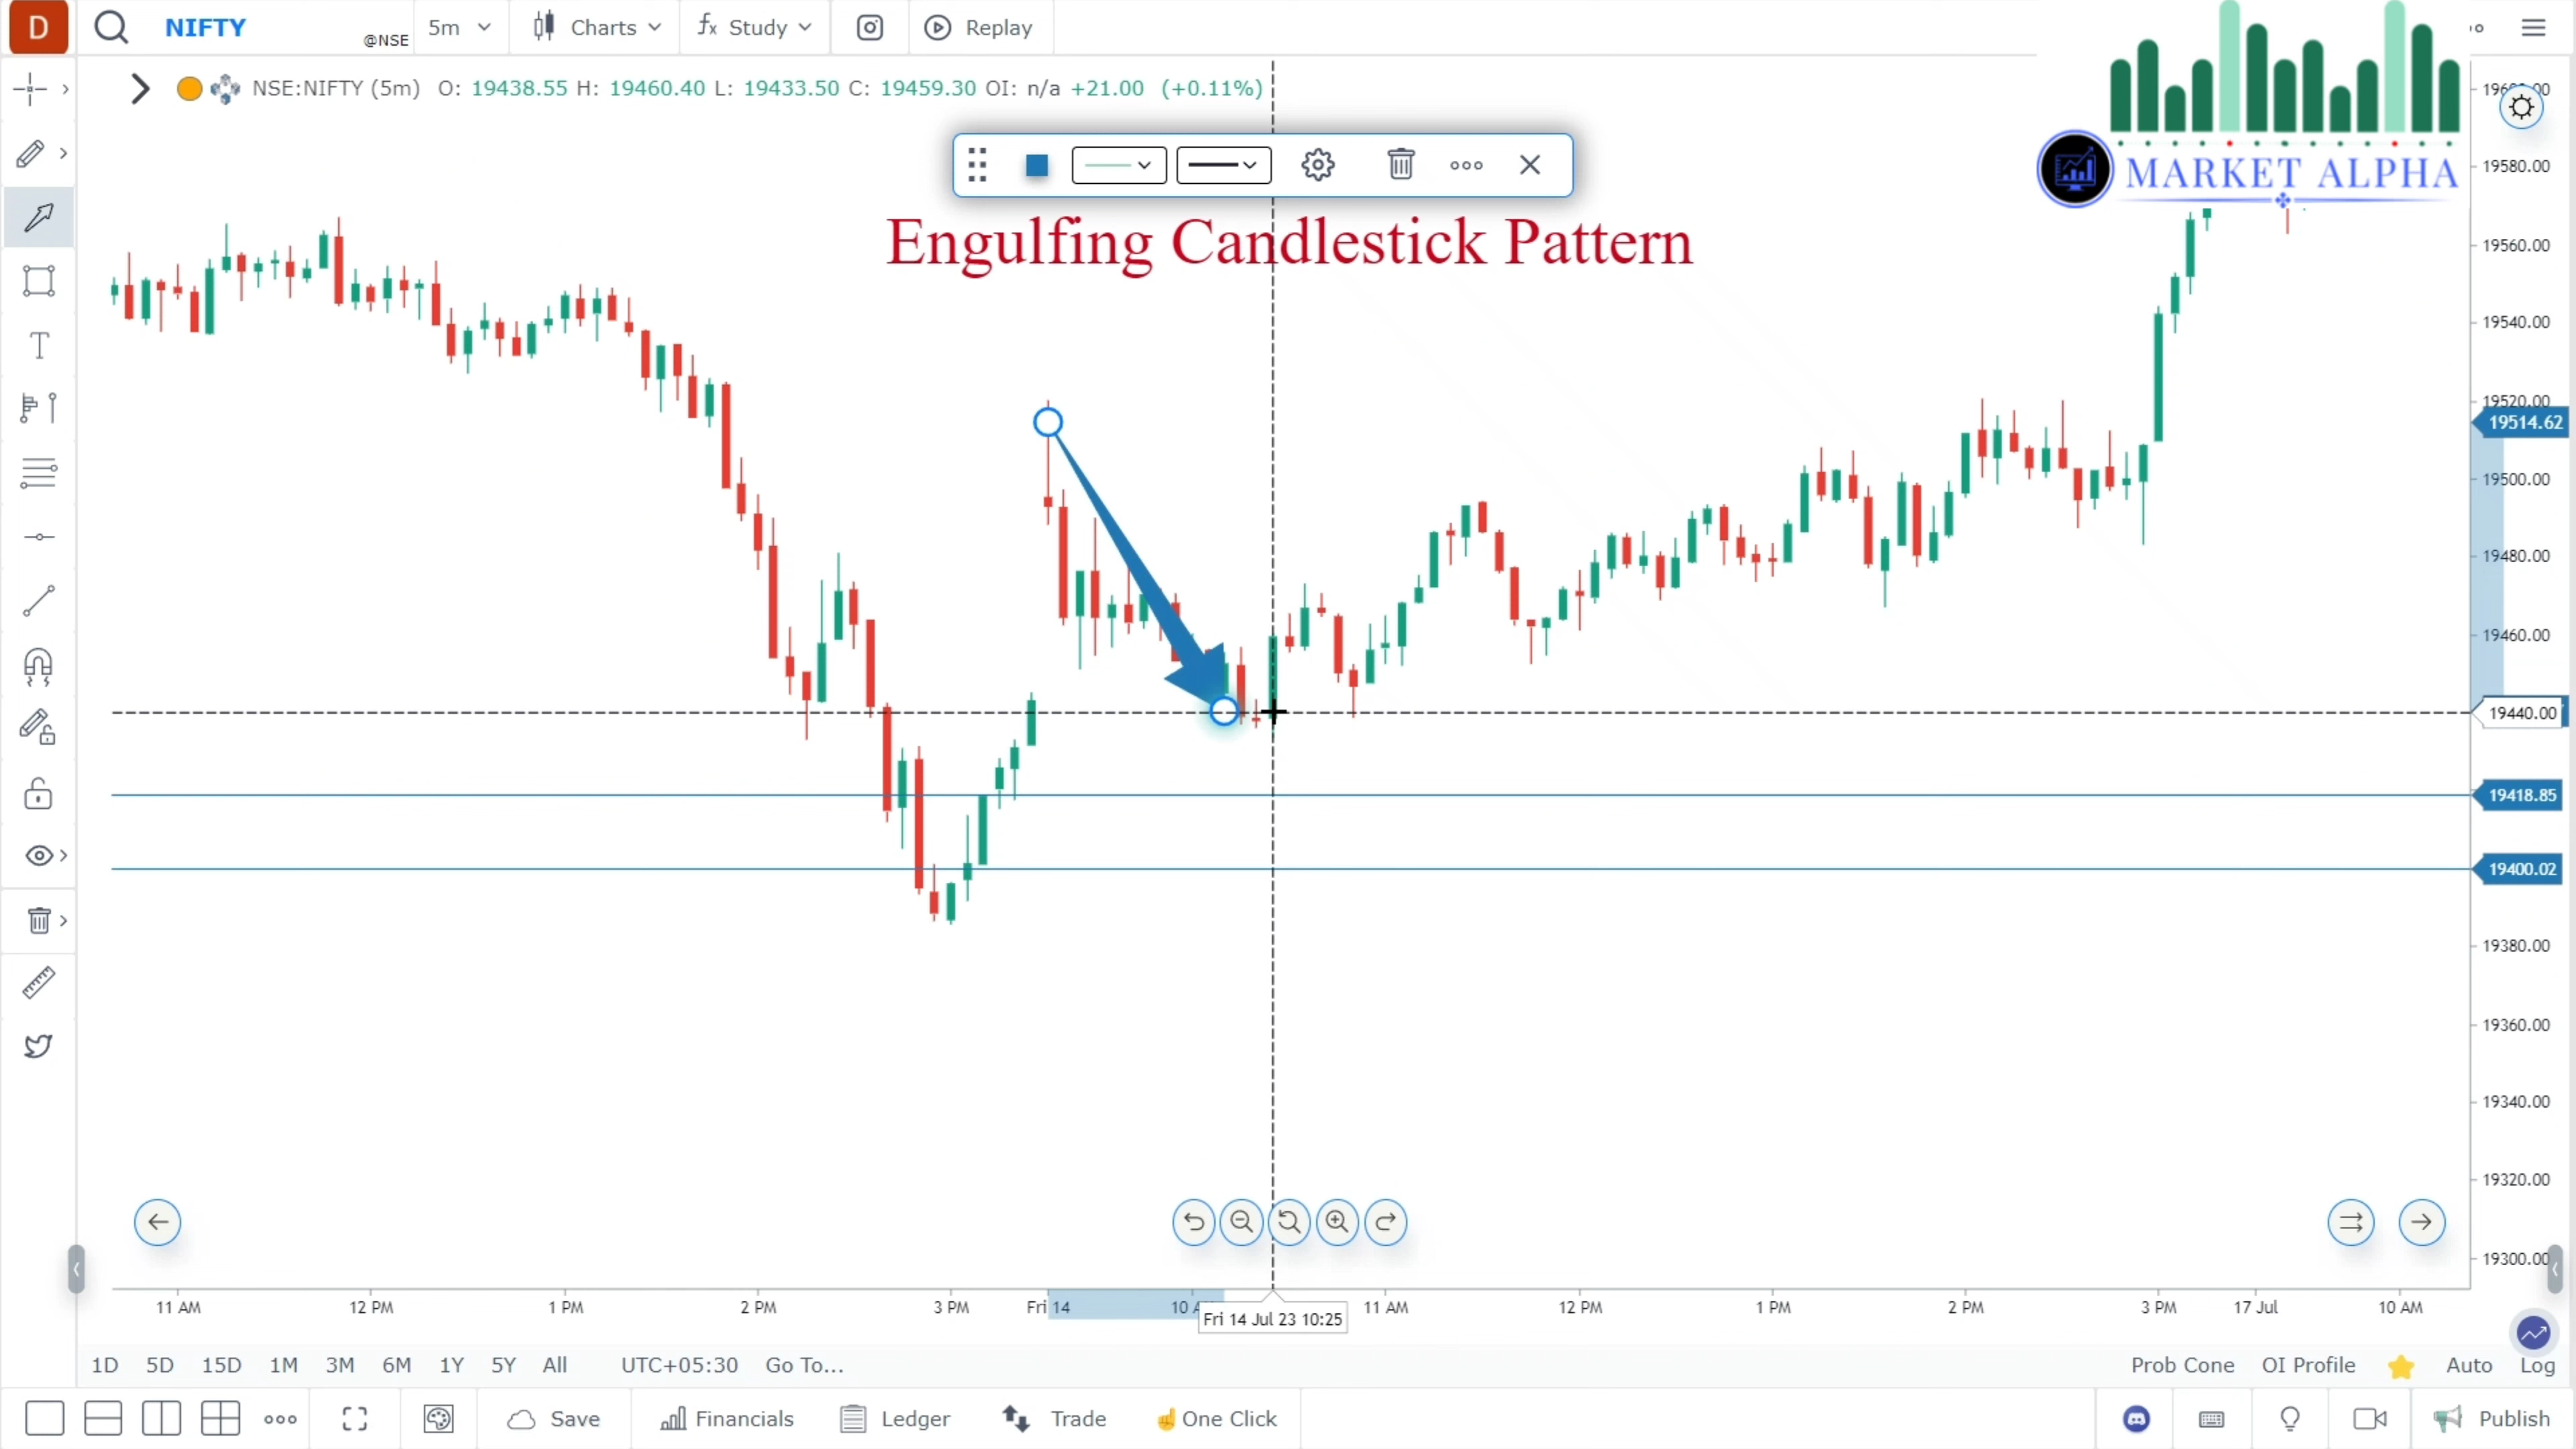 D
NIFTY
@NSE
5m
Charts
fx Study
Replay
NSE:NIFTY (5m) O: 19438.55 H: 19460.40 L: 19433.50 C: 19459.30 OI: n/a +21.00 (+0.11%)
MARKET ALPHA
Engulfing Candlestick Pattern
T
19580.00
19560.00
19540.00
19520.00
19514.62
19500.00
19480.00
19460.00
19440.00
19418.85
19400.02
19380.00
19360.00
19340.00
19320.00
19300.00
11 AM
12 PM
1 PM
2 PM
3 PM
Fri 14
Fri 14 Jul 23 10:25
11 AM
12 PM
1 PM
2 PM
3 PM
17 Jul
10 AM
1D 5D 15D 1M 3M 6M 1Y 5Y All UTC+05:30 Go To...
Prob Cone OI Profile Auto Log
Save
Financials
Ledger
Trade
One Click
Publish